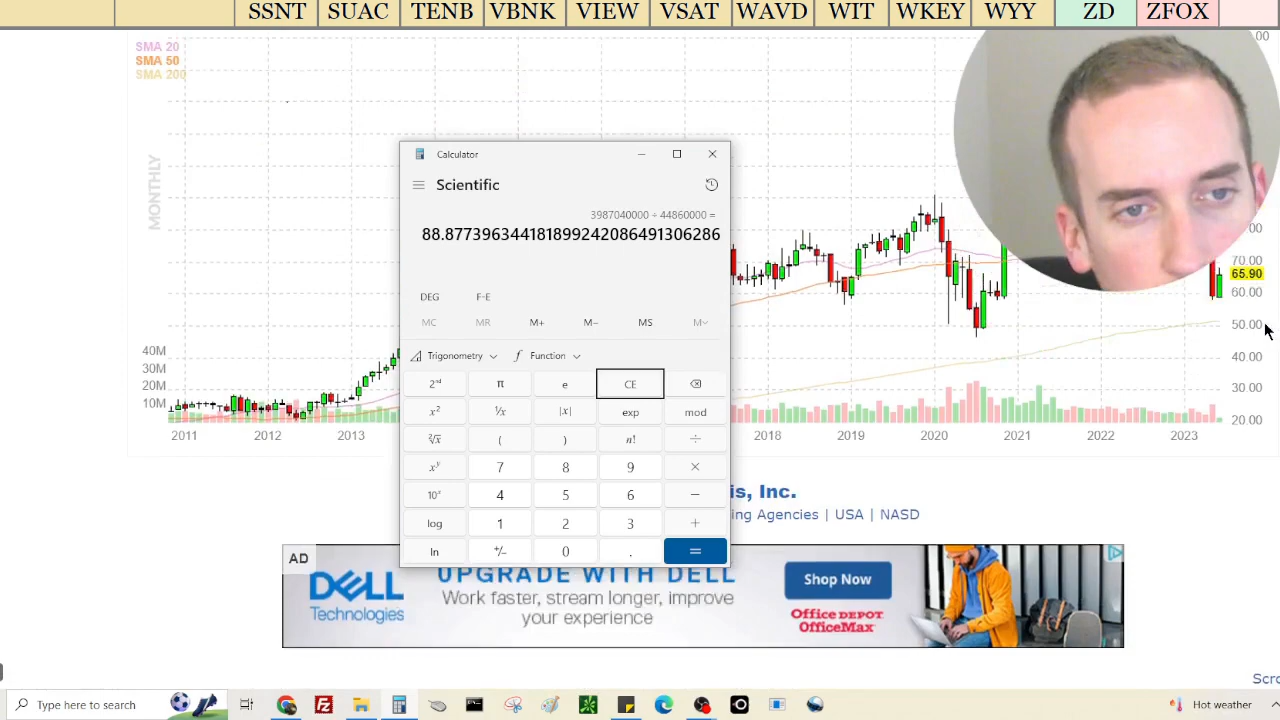 SSNT SUAC TENB VBNK VIEW VSAT WAVD WIT WKEY WYY ZD ZFOX
SMA 20
SMA 50
SMA 200
MONTHLY
Calculator
Scientific
3987040000 ÷ 44860000 =
88.877396344181899242086491306286
DEG F-E
MC MR M+ M− MS M
Trigonometry Function
2ⁿᵈ π e CE
x² ¹/x |x| exp mod
²√x ( ) n! ÷
xʸ 7 8 9 ×
10ˣ 4 5 6 −
log 1 2 3 +
ln +/− 0 . =
70.00
65.90
60.00
50.00
40.00
30.00
20.00
40M
30M
20M
10M
2011 2012 2013 2018 2019 2020 2021 2022 2023
is, Inc.
ing Agencies | USA | NASD
AD
DELL
Technologies
UPGRADE WITH DELL
Work faster, stream longer, improve
your experience
Shop Now
Office DEPOT
OfficeMax
Scro
Type here to search
Hot weather